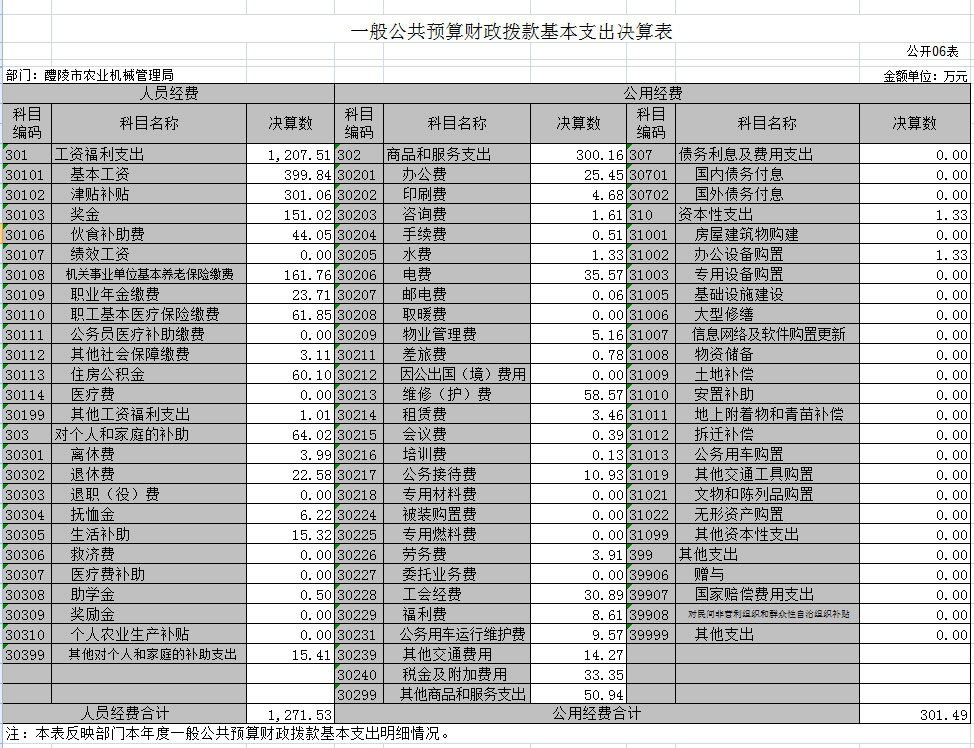 一般公共预算财政拨款基本支出决算表
公开06表
部门：醴陵市农业机械管理局 金额单位：万元
人员经费 公用经费
科目编码 科目名称 决算数 科目编码 科目名称 决算数 科目编码 科目名称 决算数
301 工资福利支出 1,207.51 302 商品和服务支出 300.16 307 债务利息及费用支出 0.00
30101 基本工资 399.84 30201 办公费 25.45 30701 国内债务付息 0.00
30102 津贴补贴 301.06 30202 印刷费 4.68 30702 国外债务付息 0.00
30103 奖金 151.02 30203 咨询费 1.61 310 资本性支出 1.33
30106 伙食补助费 44.05 30204 手续费 0.51 31001 房屋建筑物购建 0.00
30107 绩效工资 0.00 30205 水费 1.33 31002 办公设备购置 1.33
30108 机关事业单位基本养老保险缴费 161.76 30206 电费 35.57 31003 专用设备购置 0.00
30109 职业年金缴费 23.71 30207 邮电费 0.06 31005 基础设施建设 0.00
30110 职工基本医疗保险缴费 61.85 30208 取暖费 0.00 31006 大型修缮 0.00
30111 公务员医疗补助缴费 0.00 30209 物业管理费 5.16 31007 信息网络及软件购置更新 0.00
30112 其他社会保障缴费 3.11 30211 差旅费 0.78 31008 物资储备 0.00
30113 住房公积金 60.10 30212 因公出国（境）费用 0.00 31009 土地补偿 0.00
30114 医疗费 0.00 30213 维修（护）费 58.57 31010 安置补助 0.00
30199 其他工资福利支出 1.01 30214 租赁费 3.46 31011 地上附着物和青苗补偿 0.00
303 对个人和家庭的补助 64.02 30215 会议费 0.39 31012 拆迁补偿 0.00
30301 离休费 3.99 30216 培训费 0.13 31013 公务用车购置 0.00
30302 退休费 22.58 30217 公务接待费 10.93 31019 其他交通工具购置 0.00
30303 退职（役）费 0.00 30218 专用材料费 0.00 31021 文物和陈列品购置 0.00
30304 抚恤金 6.22 30224 被装购置费 0.00 31022 无形资产购置 0.00
30305 生活补助 15.32 30225 专用燃料费 0.00 31099 其他资本性支出 0.00
30306 救济费 0.00 30226 劳务费 3.91 399 其他支出 0.00
30307 医疗费补助 0.00 30227 委托业务费 0.00 39906 赠与 0.00
30308 助学金 0.50 30228 工会经费 30.89 39907 国家赔偿费用支出 0.00
30309 奖励金 0.00 30229 福利费 8.61 39908 对民间非营利组织和群众性自治组织补贴 0.00
30310 个人农业生产补贴 0.00 30231 公务用车运行维护费 9.57 39999 其他支出 0.00
30399 其他对个人和家庭的补助支出 15.41 30239 其他交通费用 14.27
30240 税金及附加费用 33.35
30299 其他商品和服务支出 50.94
人员经费合计 1,271.53 公用经费合计 301.49
注：本表反映部门本年度一般公共预算财政拨款基本支出明细情况。